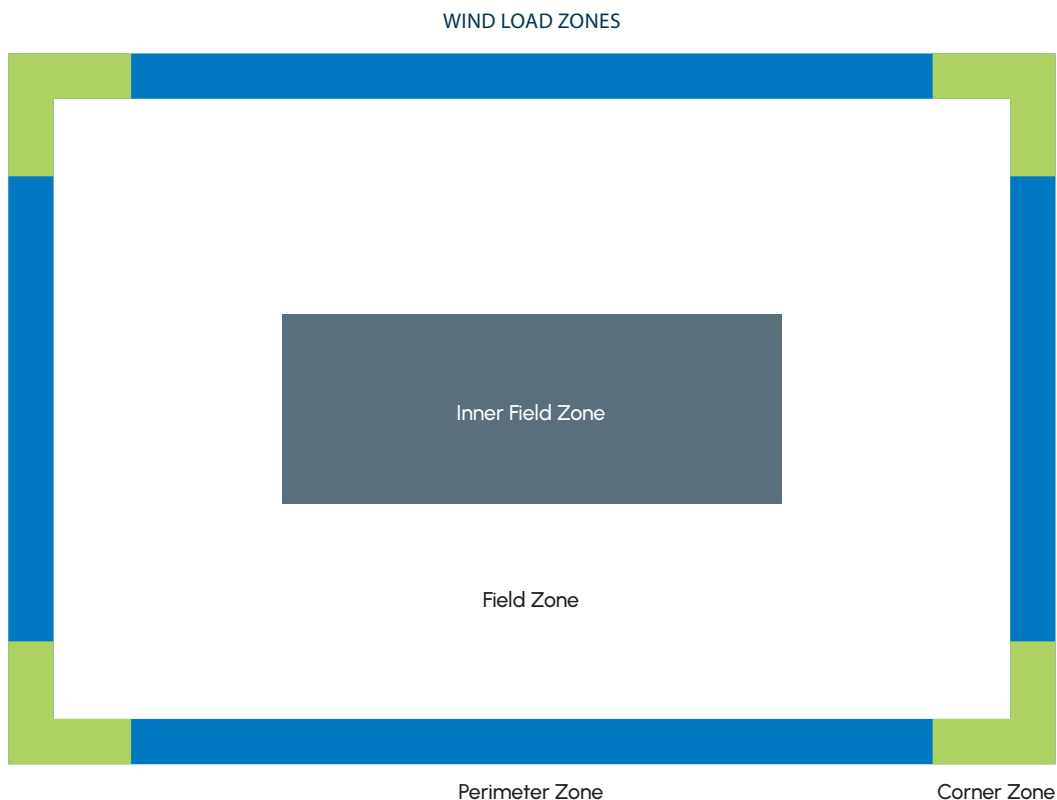 WIND LOAD ZONES
Inner Field Zone
Field Zone
Perimeter Zone
Corner Zone